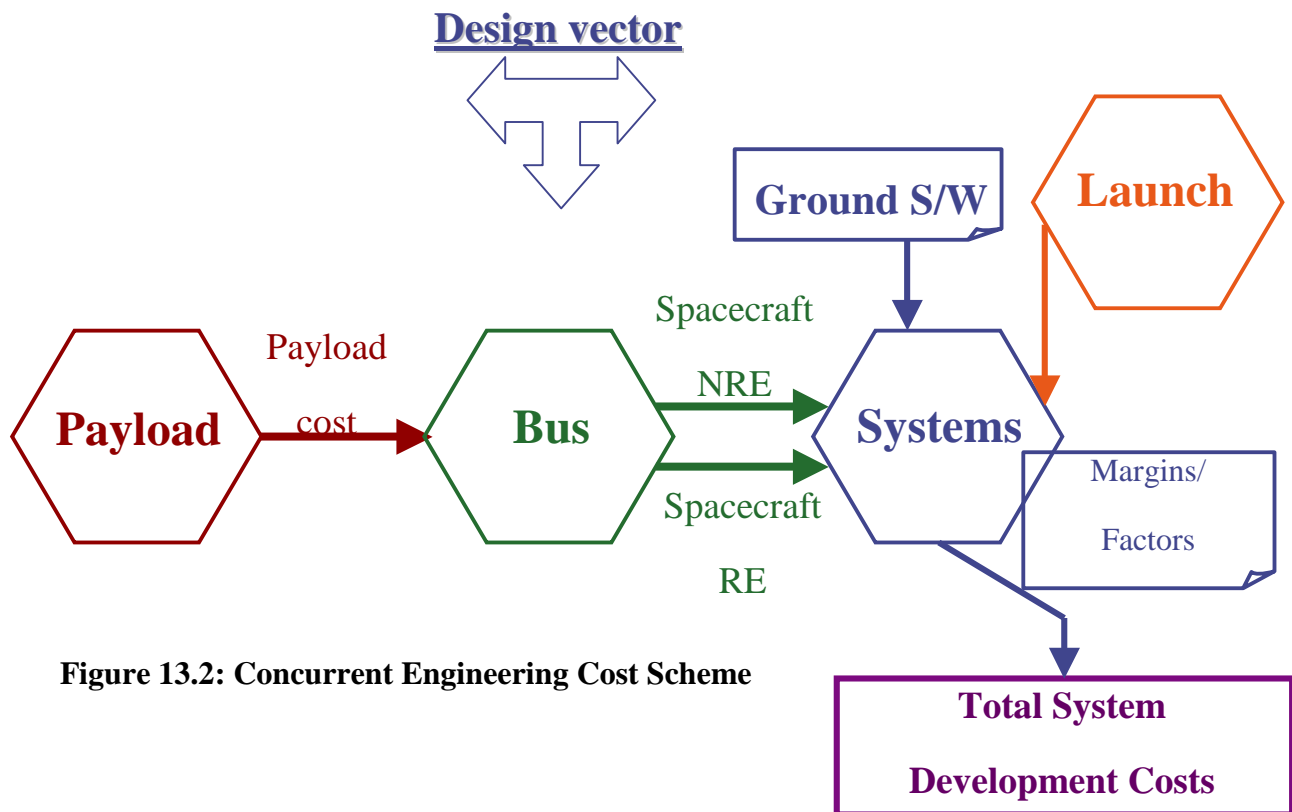 Design vector
Ground S/W
Launch
Spacecraft
NRE
Payload
cost
Payload
Bus
Systems
Spacecraft
RE
Margins/
Factors
Figure 13.2: Concurrent Engineering Cost Scheme
Total System
Development Costs